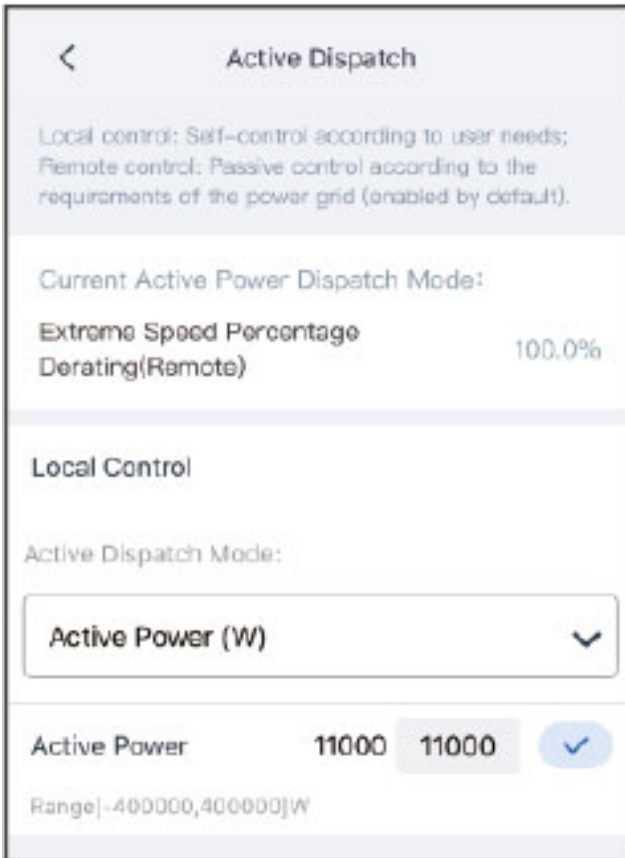 Active Dispatch
Local control: Self-control according to user needs;
Remote control: Passive control according to the
requirements of the power grid (enabled by default).
Current Active Power Dispatch Mode:
Extreme Speed Percentage
Derating(Remote)
100.0%
Local Control
Active Dispatch Mode:
Active Power (W)
Active Power 11000 11000
Range[-400000,400000]W